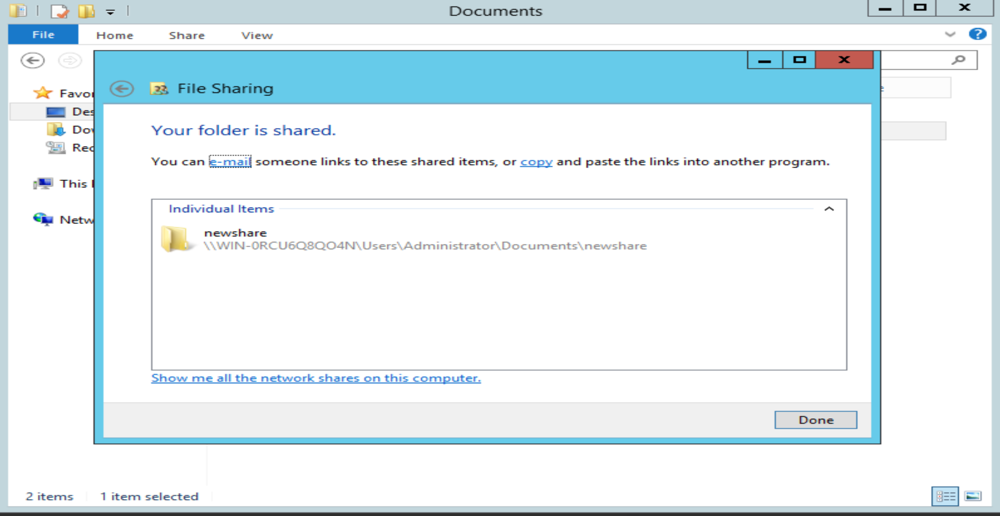 Documents
File Home Share View
File Sharing
Favor
Des
Dov
Rec
This
Netw
Your folder is shared.
You can e-mail someone links to these shared items, or copy and paste the links into another program.
Individual Items
newshare
\\WIN-0RCU6Q8QO4N\Users\Administrator\Documents\newshare
Show me all the network shares on this computer.
Done
2 items 1 item selected